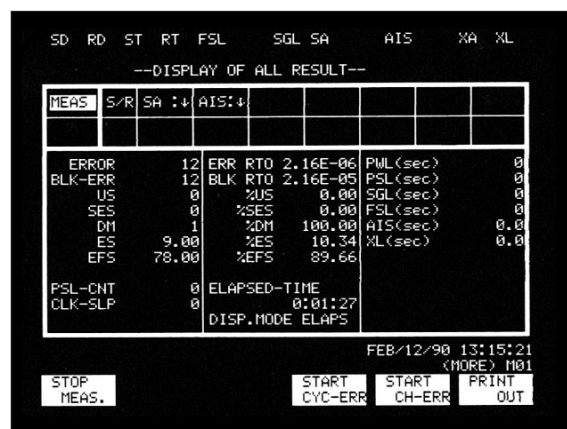 SD RD ST RT FSL SGL SA AIS XA XL
--DISPLAY OF ALL RESULT--
MEAS S/R SA :↓ AIS:↓
ERROR 12 ERR RTO 2.16E-06 PWL(sec) 0
BLK-ERR 12 BLK RTO 2.16E-05 PSL(sec) 0
US 0 %US 0.00 SGL(sec) 0
SES 0 %SES 0.00 FSL(sec) 0
DM 1 %DM 100.00 AIS(sec) 0.0
ES 9.00 %ES 10.34 XL(sec) 0.0
EFS 78.00 %EFS 89.66
PSL-CNT 0 ELAPSED-TIME
CLK-SLP 0 0:01:27
DISP.MODE ELAPS
FEB/12/90 13:15:21
(MORE) M01
STOP START START PRINT
MEAS. CYC-ERR CH-ERR OUT